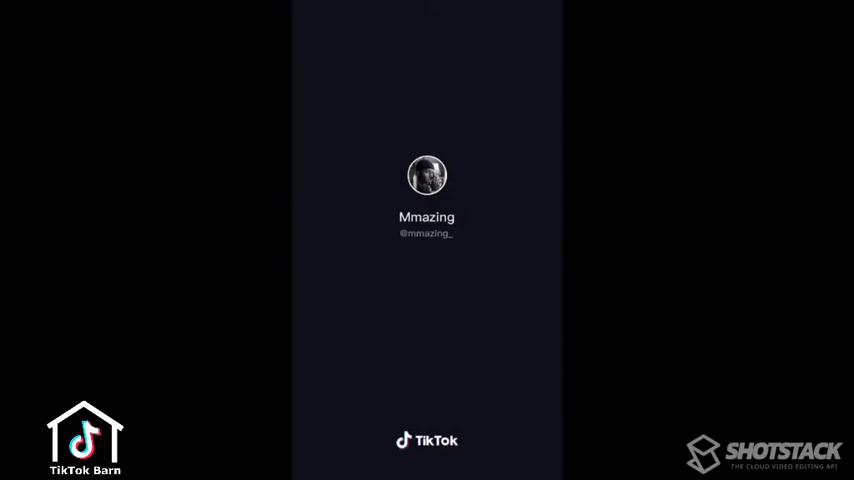 Mmazing
@mmazing_
TikTok
TikTok Barn
SHOTSTACK
THE CLOUD VIDEO EDITING API